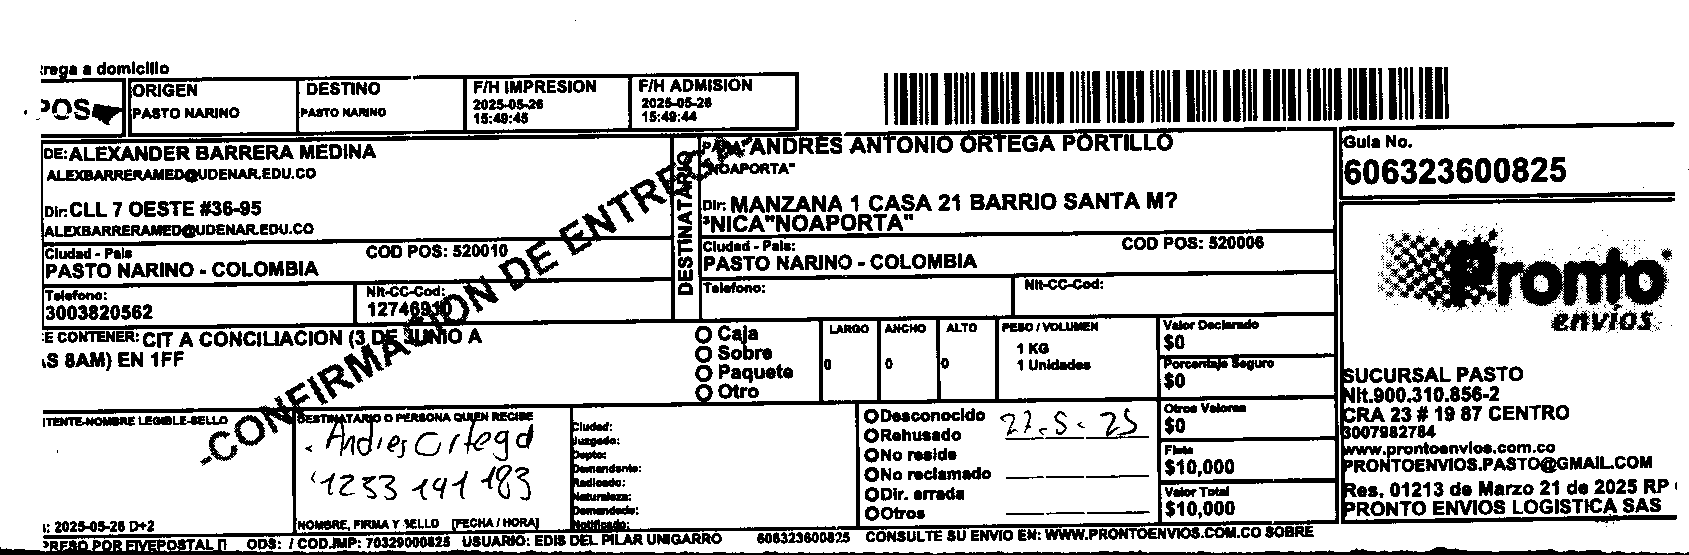 rega a domicilio
POS
ORIGEN
PASTO NARINO
DESTINO
PASTO NARINO
F/H IMPRESION
2025-05-26
15:49:45
F/H ADMISION
2025-05-26
15:49:44
DE: ALEXANDER BARRERA MEDINA
ALEXBARRERAMED@UDENAR.EDU.CO
Dir: CLL 7 OESTE #36-95
ALEXBARRERAMED@UDENAR.EDU.CO
Ciudad - Pais
COD POS: 520010
PASTO NARINO - COLOMBIA
Telefono:
3003820562
Nit-CC-Cod:
DESTINATARIO
"ANDRES ANTONIO ORTEGA PORTILLO
"NOAPORTA"
Dir: MANZANA 1 CASA 21 BARRIO SANTA M?
³NICA"NOAPORTA"
Ciudad - Pais:
COD POS: 520006
PASTO NARINO - COLOMBIA
Telefono:
Nit-CC-Cod:
Guia No.
606323600825
Pronto
envios
-CONFIRMACION DE ENTREGA-
E CONTENER: CIT A CONCILIACION (3 DE JUNIO A
AS 8AM) EN 1FF
Caja
Sobre
Paquete
Otro
LARGO
0
ANCHO
0
ALTO
0
PESO / VOLUMEN
1 KG
1 Unidades
Valor Declarado
$0
Porcentaje Seguro
$0
Otros Valores
$0
Flete
$10,000
Valor Total
$10,000
ITENTE-NOMBRE LEGIBLE-SELLO
: 2025-05-26 D+2
DESTINATARIO O PERSONA QUIEN RECIBE
Andres Ortega
1233 191 183
NOMBRE, FIRMA Y SELLO [FECHA / HORA]
Ciudad:
Juzgado:
Depto:
Demandante:
Radicado:
Naturaleza:
Demandado:
Notificado:
Desconocido
Rehusado
No reside
No reclamado
Dir. errada
Otros
27-5-25
SUCURSAL PASTO
Nit.900.310.856-2
CRA 23 # 19 87 CENTRO
3007982784
www.prontoenvios.com.co
PRONTOENVIOS.PASTO@GMAIL.COM
Res. 01213 de Marzo 21 de 2025 RP
PRONTO ENVIOS LOGISTICA SAS
PRESO POR FIVEPOSTAL
ODS: / COD.IMP: 70329000825 USUARIO: EDIS DEL PILAR UNIGARRO 606323600825 CONSULTE SU ENVIO EN: WWW.PRONTOENVIOS.COM.CO SOBRE